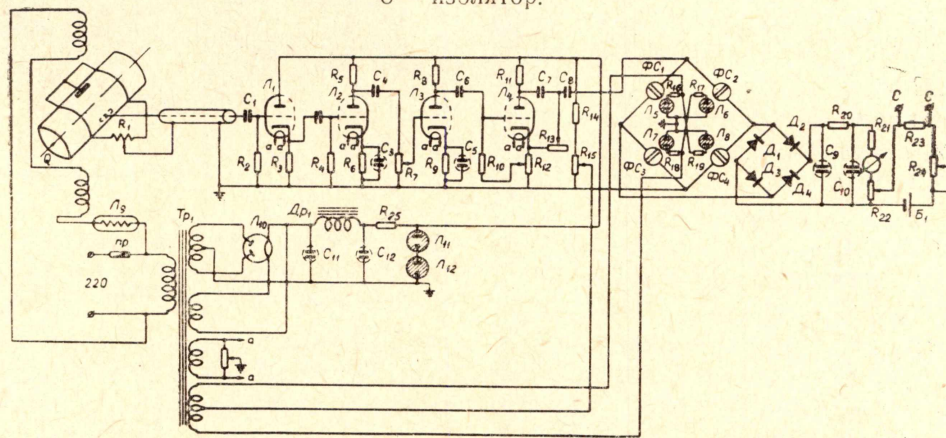 6 — изолятор.
ФС₁ ФС₂
R₅ C₄ R₈ C₆ R₁₁ C₇ C₈
Л₁ Л₂ Л₃ Л₄
R₁₆ R₁₇
Л₅ Л₆
R₁₄
C₁
R₁
Q
Д₂ R₂₀ R₂₁ C C
R₂₃
R₁₃
Л₇ Л₈
Д₁
Д₃
Д₄
C₉ C₁₀
R₂₄
R₂ R₃ R₄ R₆ C₃ R₇ R₉ C₅ R₁₀ R₁₂ R₁₅
а а а а а а а а
R₁₈ R₁₉
ФС₃ ФС₄
R₂₂ Б₁
Л₉
Тр₁
Л₁₀
Др₁
R₂₅
пр
220
C₁₁ C₁₂
Л₁₁
Л₁₂
а
а